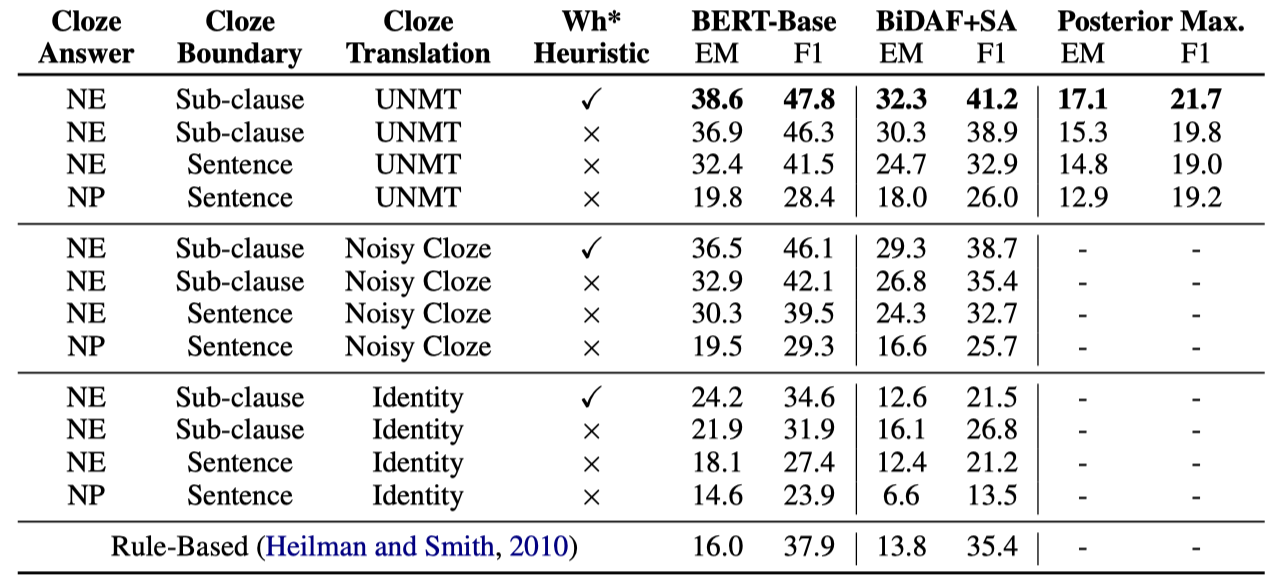 Cloze Cloze Cloze Wh* BERT-Base BiDAF+SA Posterior Max.
Answer Boundary Translation Heuristic EM F1 EM F1 EM F1
NE Sub-clause UNMT ✓ 38.6 47.8 32.3 41.2 17.1 21.7
NE Sub-clause UNMT × 36.9 46.3 30.3 38.9 15.3 19.8
NE Sentence UNMT × 32.4 41.5 24.7 32.9 14.8 19.0
NP Sentence UNMT × 19.8 28.4 18.0 26.0 12.9 19.2
NE Sub-clause Noisy Cloze ✓ 36.5 46.1 29.3 38.7 - -
NE Sub-clause Noisy Cloze × 32.9 42.1 26.8 35.4 - -
NE Sentence Noisy Cloze × 30.3 39.5 24.3 32.7 - -
NP Sentence Noisy Cloze × 19.5 29.3 16.6 25.7 - -
NE Sub-clause Identity ✓ 24.2 34.6 12.6 21.5 - -
NE Sub-clause Identity × 21.9 31.9 16.1 26.8 - -
NE Sentence Identity × 18.1 27.4 12.4 21.2 - -
NP Sentence Identity × 14.6 23.9 6.6 13.5 - -
Rule-Based (Heilman and Smith, 2010) 16.0 37.9 13.8 35.4 - -